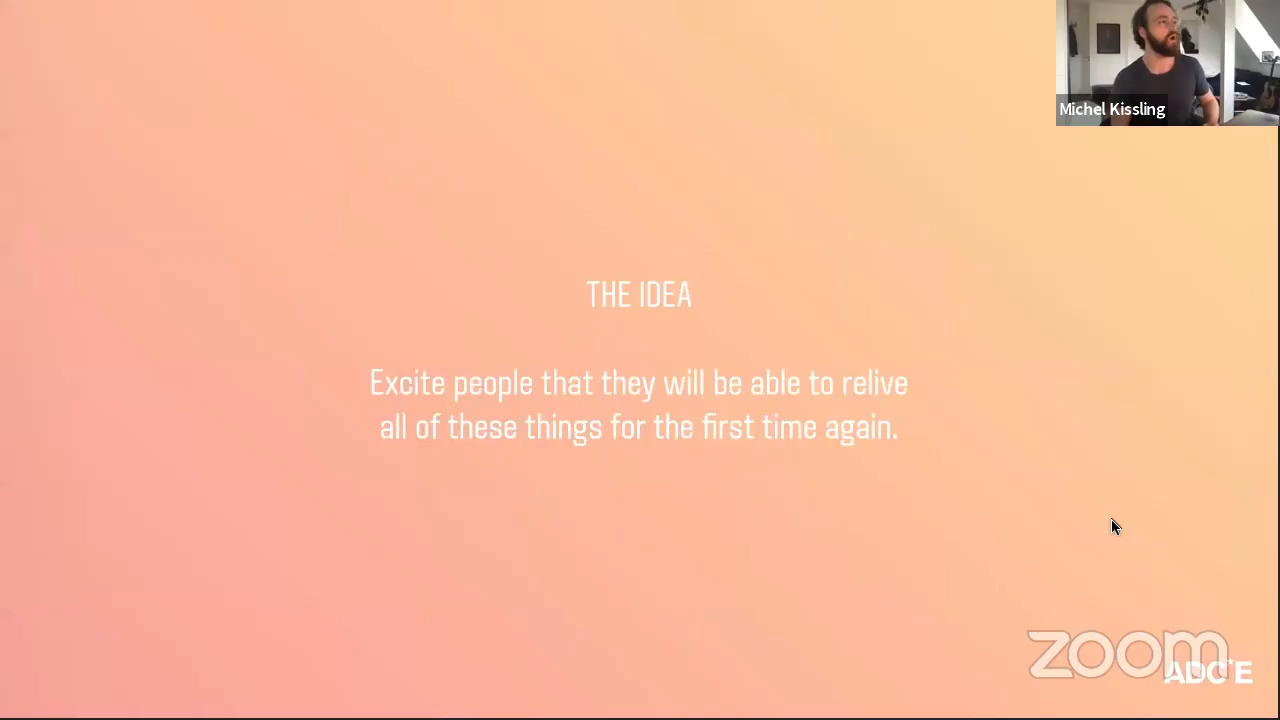 Michel Kissling
THE IDEA
Excite people that they will be able to relive
all of these things for the first time again.
zoom
ADC*E